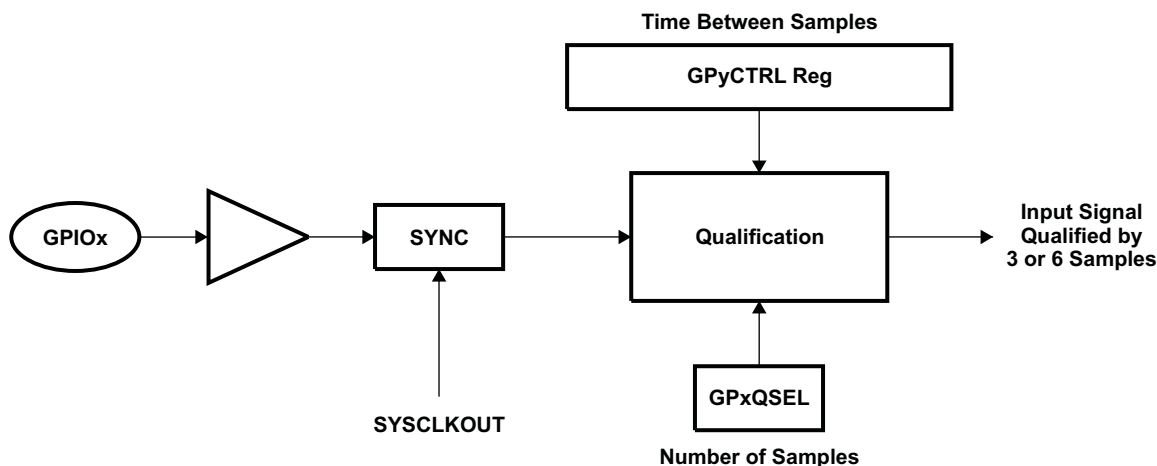 Time Between Samples
GPyCTRL Reg
GPIOx
SYNC
Qualification
Input Signal
Qualified by
3 or 6 Samples
GPxQSEL
SYSCLKOUT
Number of Samples